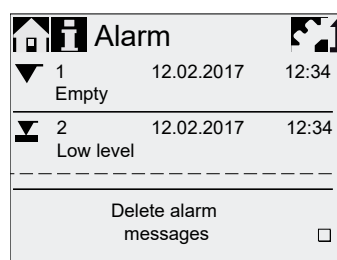 Alarm
1 12.02.2017 12:34
Empty
2 12.02.2017 12:34
Low level
Delete alarm
messages